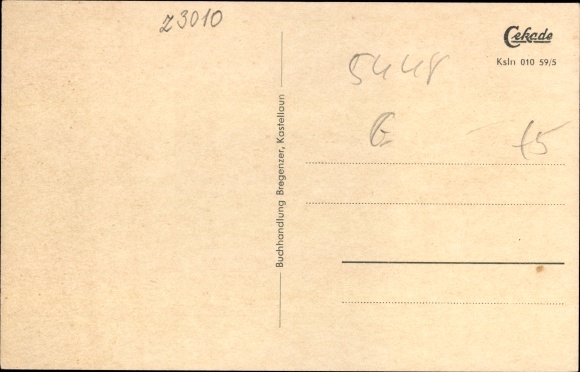 z3010
Cekade
Ksln 010 59/5
5448
G
15
Buchhandlung Bregenzer, Kastellaun